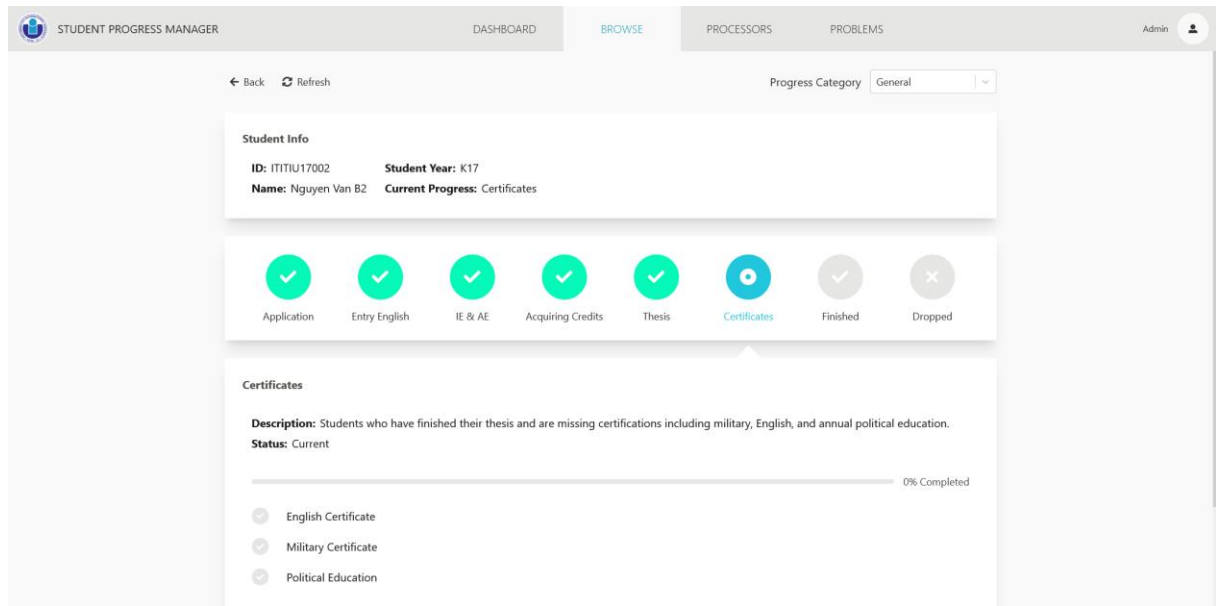 STUDENT PROGRESS MANAGER DASHBOARD BROWSE PROCESSORS PROBLEMS Admin
Back Refresh Progress Category General
Student Info
ID: ITITIU17002 Student Year: K17
Name: Nguyen Van B2 Current Progress: Certificates
Application Entry English IE & AE Acquiring Credits Thesis Certificates Finished Dropped
Certificates
Description: Students who have finished their thesis and are missing certifications including military, English, and annual political education.
Status: Current
0% Completed
English Certificate
Military Certificate
Political Education